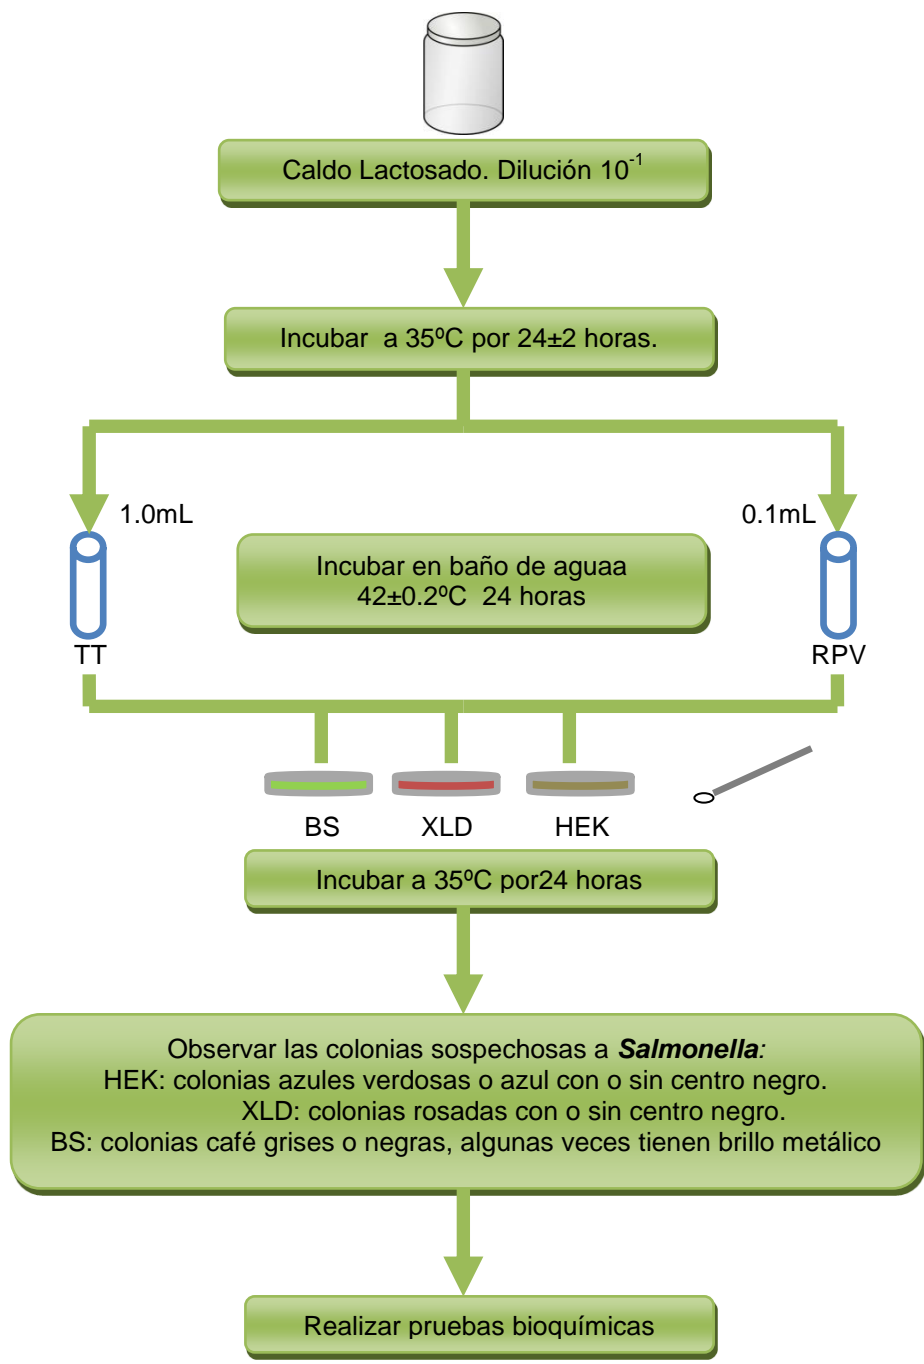 Caldo Lactosado. Dilución 10⁻¹
Incubar a 35ºC por 24±2 horas.
1.0mL
0.1mL
Incubar en baño de aguaa
42±0.2ºC 24 horas
TT
RPV
BS
XLD
HEK
Incubar a 35ºC por24 horas
Observar las colonias sospechosas a Salmonella:
HEK: colonias azules verdosas o azul con o sin centro negro.
XLD: colonias rosadas con o sin centro negro.
BS: colonias café grises o negras, algunas veces tienen brillo metálico
Realizar pruebas bioquímicas